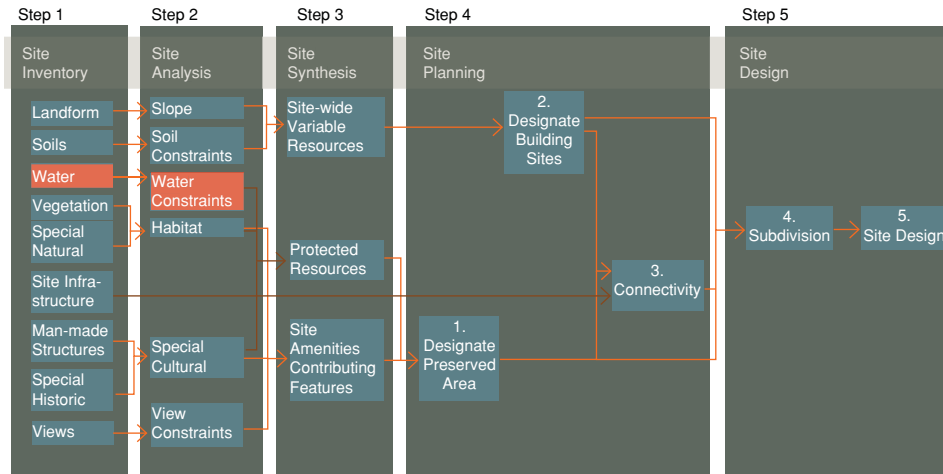 Step 1
Step 2
Step 3
Step 4
Step 5
Site
Inventory
Site
Analysis
Site
Synthesis
Site
Planning
Site
Design
Landform
Soils
Water
Vegetation
Special
Natural
Site Infra-
structure
Man-made
Structures
Special
Historic
Views
Slope
Soil
Constraints
Water
Constraints
Habitat
Special
Cultural
View
Constraints
Site-wide
Variable
Resources
Protected
Resources
Site
Amenities
Contributing
Features
2.
Designate
Building
Sites
3.
Connectivity
1.
Designate
Preserved
Area
4.
Subdivision
5.
Site Design